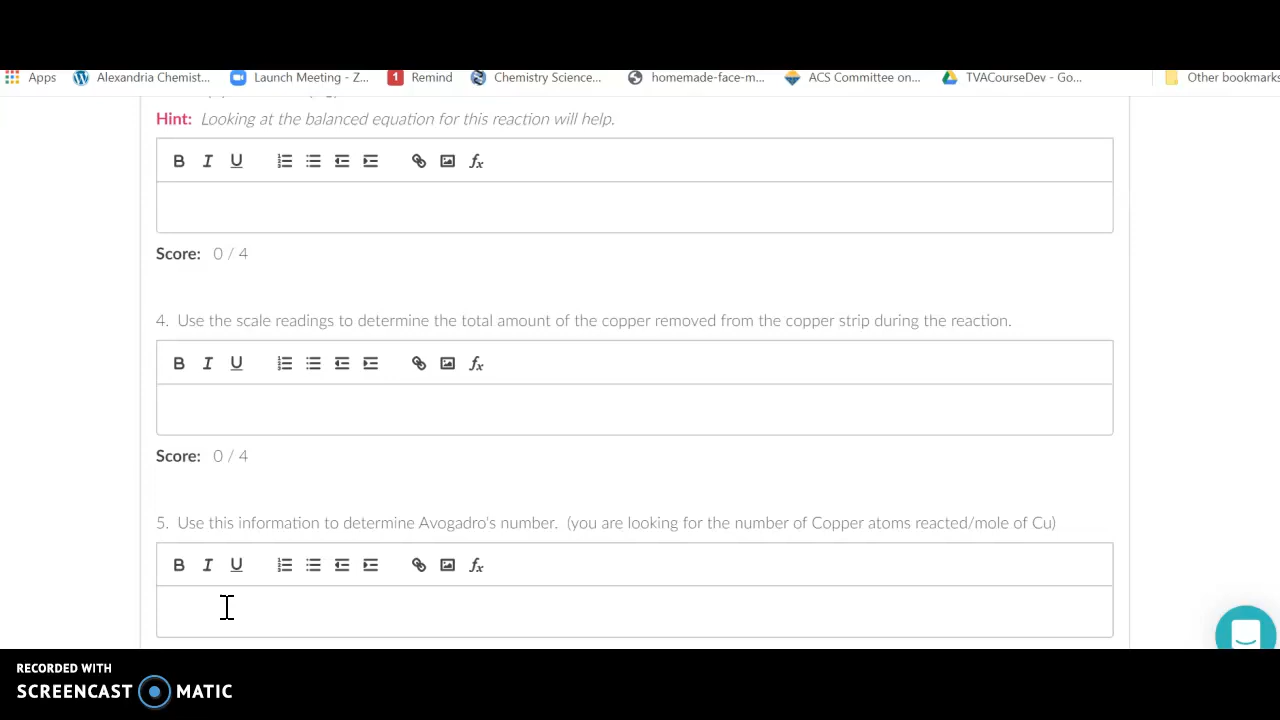 Apps Alexandria Chemist... Launch Meeting - Z... 1 Remind Chemistry Science... homemade-face-m... ACS Committee on... TVACourseDev - Go... Other bookmarks
Hint: Looking at the balanced equation for this reaction will help.
B I U fx
Score: 0 / 4
4. Use the scale readings to determine the total amount of the copper removed from the copper strip during the reaction.
B I U fx
Score: 0 / 4
5. Use this information to determine Avogadro's number. (you are looking for the number of Copper atoms reacted/mole of Cu)
B I U fx
RECORDED WITH
SCREENCAST MATIC